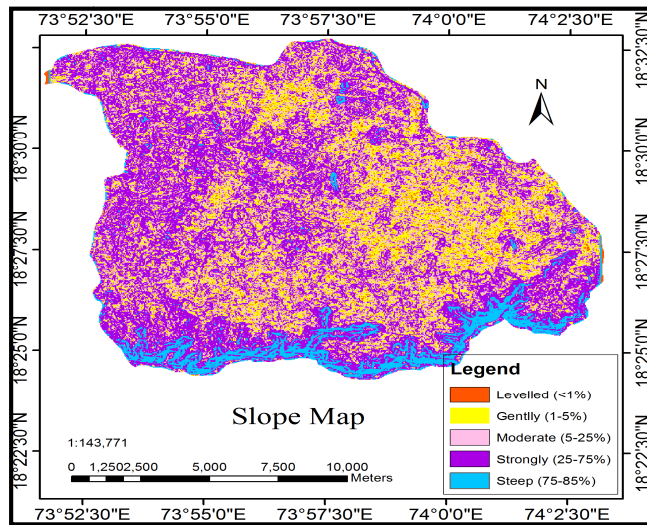 73°52'30"E 73°55'0"E 73°57'30"E 74°0'0"E 74°2'30"E
18°32'30"N
18°30'0"N 18°30'0"N
18°27'30"N 18°27'30"N
18°25'0"N 18°25'0"N
18°22'30"N 18°22'30"N
N
Slope Map
1:143,771
0 1,250 2,500 5,000 7,500 10,000
Meters
Legend
Levelled (<1%)
Gentlly (1-5%)
Moderate (5-25%)
Strongly (25-75%)
Steep (75-85%)
73°52'30"E 73°55'0"E 73°57'30"E 74°0'0"E 74°2'30"E